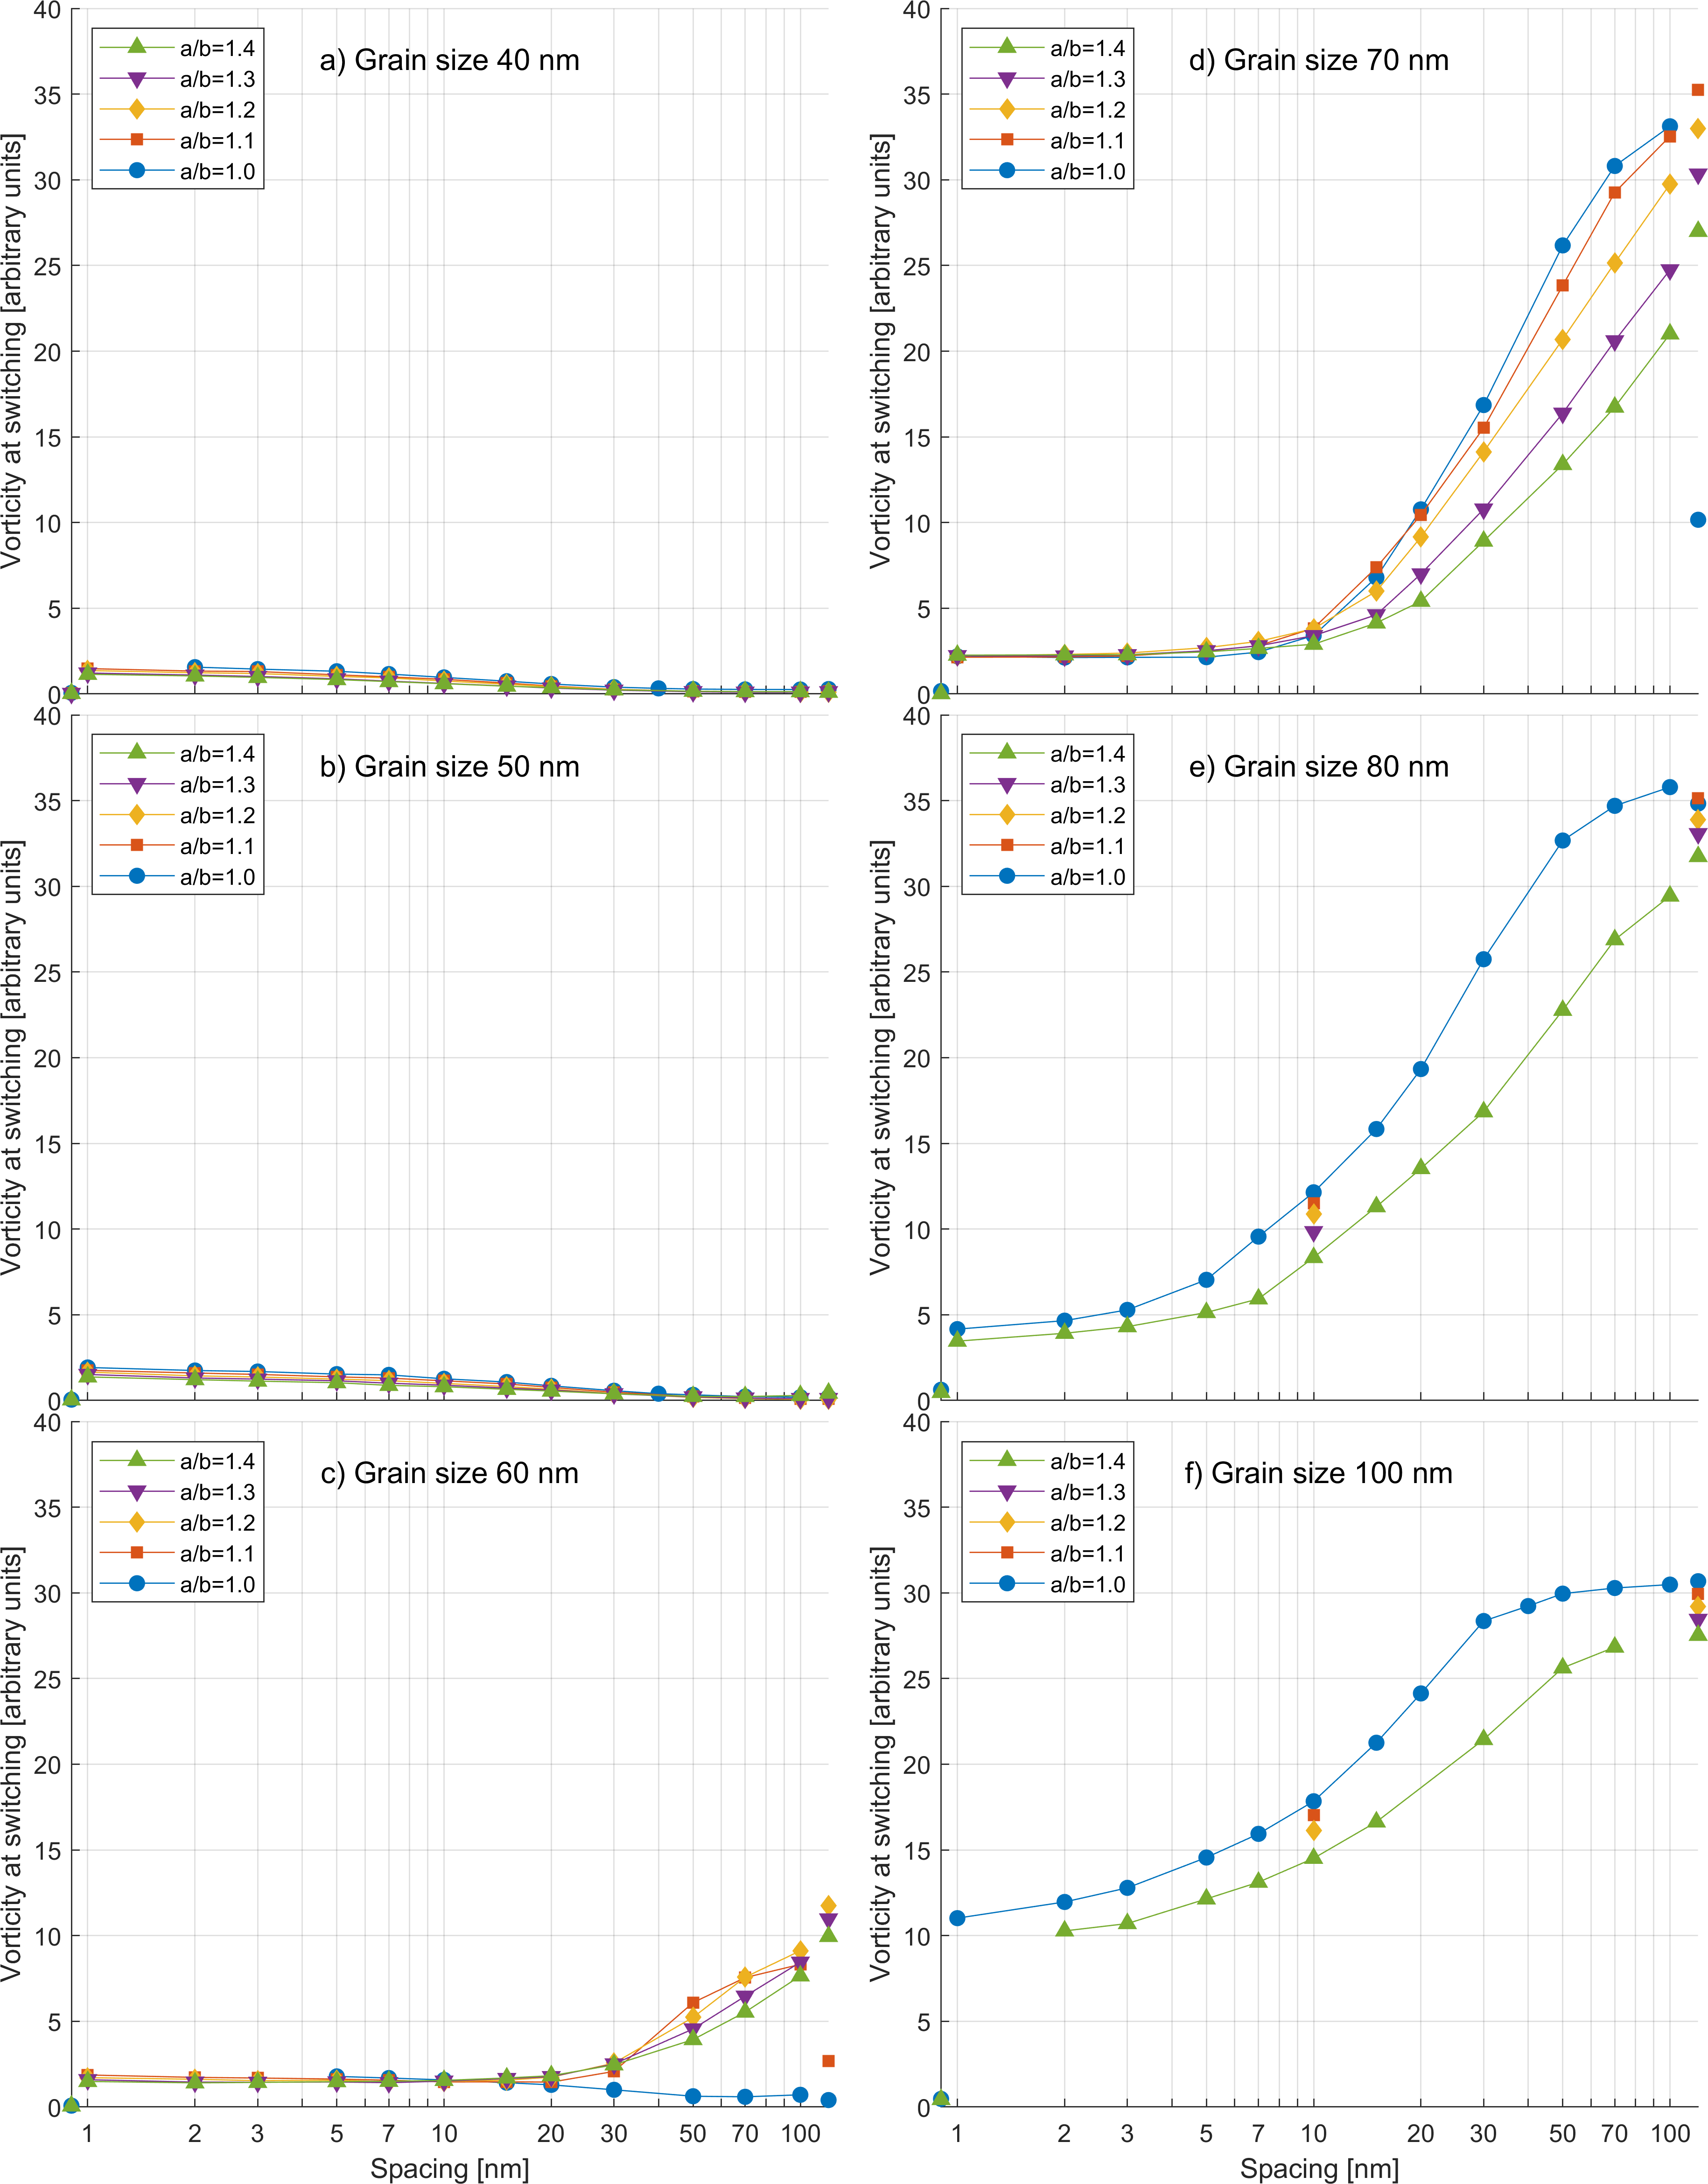 a) Grain size 40 nm
a/b=1.4
a/b=1.3
a/b=1.2
a/b=1.1
a/b=1.0
Vorticity at switching [arbitrary units]
40
35
30
25
20
15
10
5
0
b) Grain size 50 nm
a/b=1.4
a/b=1.3
a/b=1.2
a/b=1.1
a/b=1.0
Vorticity at switching [arbitrary units]
40
35
30
25
20
15
10
5
0
c) Grain size 60 nm
a/b=1.4
a/b=1.3
a/b=1.2
a/b=1.1
a/b=1.0
Vorticity at switching [arbitrary units]
40
35
30
25
20
15
10
5
0
1 2 3 5 7 10 20 30 50 70 100
Spacing [nm]
d) Grain size 70 nm
a/b=1.4
a/b=1.3
a/b=1.2
a/b=1.1
a/b=1.0
Vorticity at switching [arbitrary units]
40
35
30
25
20
15
10
5
0
e) Grain size 80 nm
a/b=1.4
a/b=1.3
a/b=1.2
a/b=1.1
a/b=1.0
Vorticity at switching [arbitrary units]
40
35
30
25
20
15
10
5
0
f) Grain size 100 nm
a/b=1.4
a/b=1.3
a/b=1.2
a/b=1.1
a/b=1.0
Vorticity at switching [arbitrary units]
40
35
30
25
20
15
10
5
0
1 2 3 5 7 10 20 30 50 70 100
Spacing [nm]